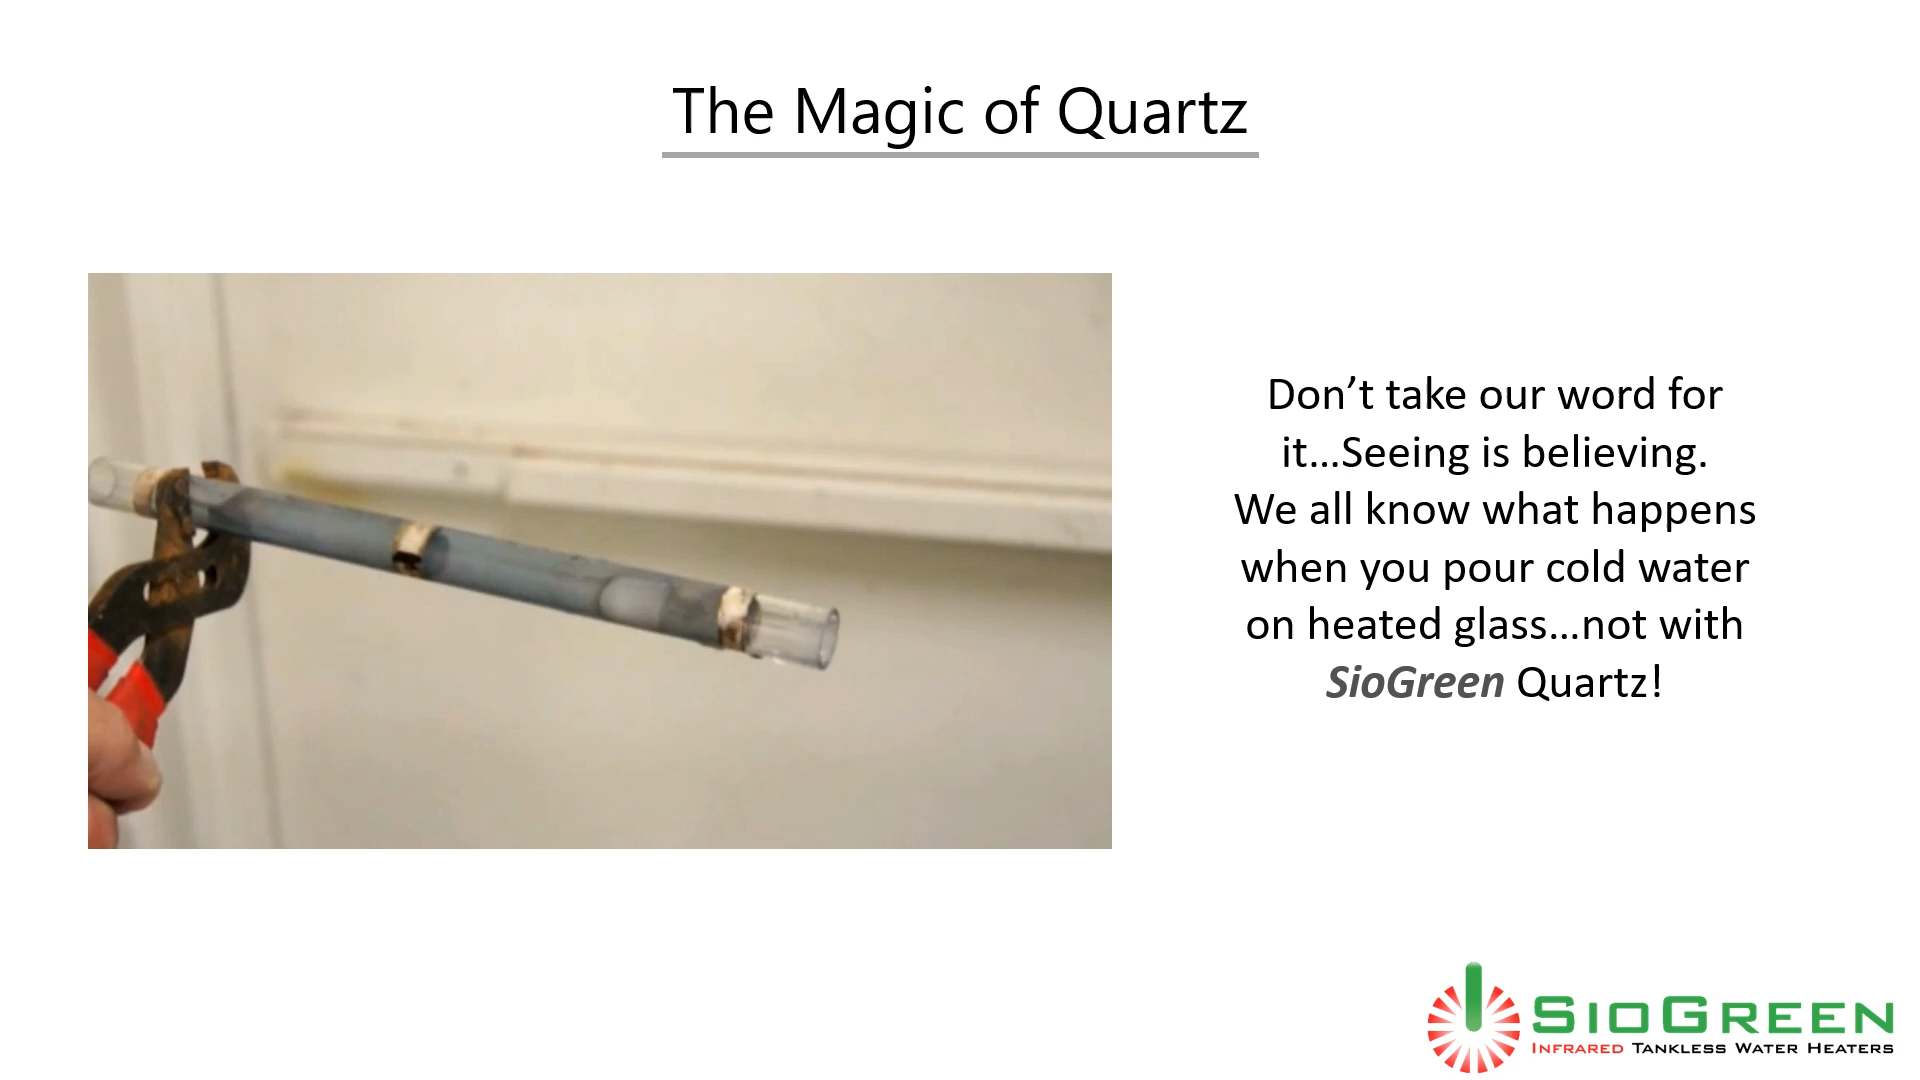 The Magic of Quartz
Don’t take our word for
it…Seeing is believing.
We all know what happens
when you pour cold water
on heated glass…not with
SioGreen Quartz!
SIOGREEN
INFRARED TANKLESS WATER HEATERS